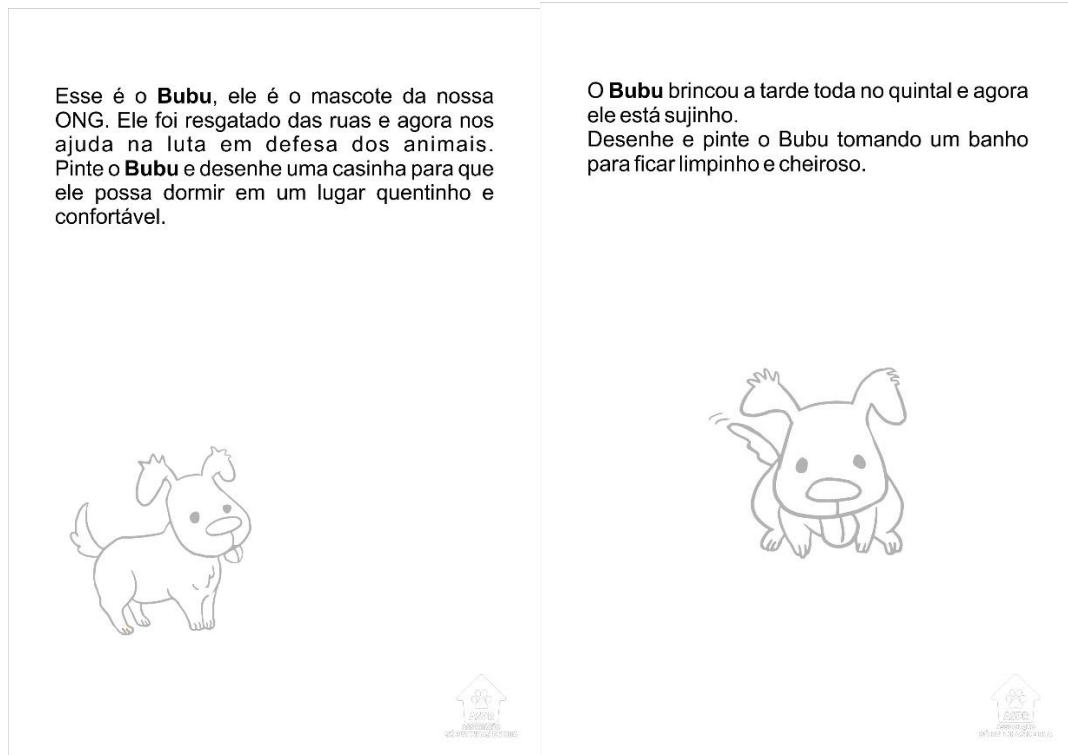 Esse é o Bubu, ele é o mascote da nossa
ONG. Ele foi resgatado das ruas e agora nos
ajuda na luta em defesa dos animais.
Pinte o Bubu e desenhe uma casinha para que
ele possa dormir em um lugar quentinho e
confortável.
O Bubu brincou a tarde toda no quintal e agora
ele está sujinho.
Desenhe e pinte o Bubu tomando um banho
para ficar limpinho e cheiroso.